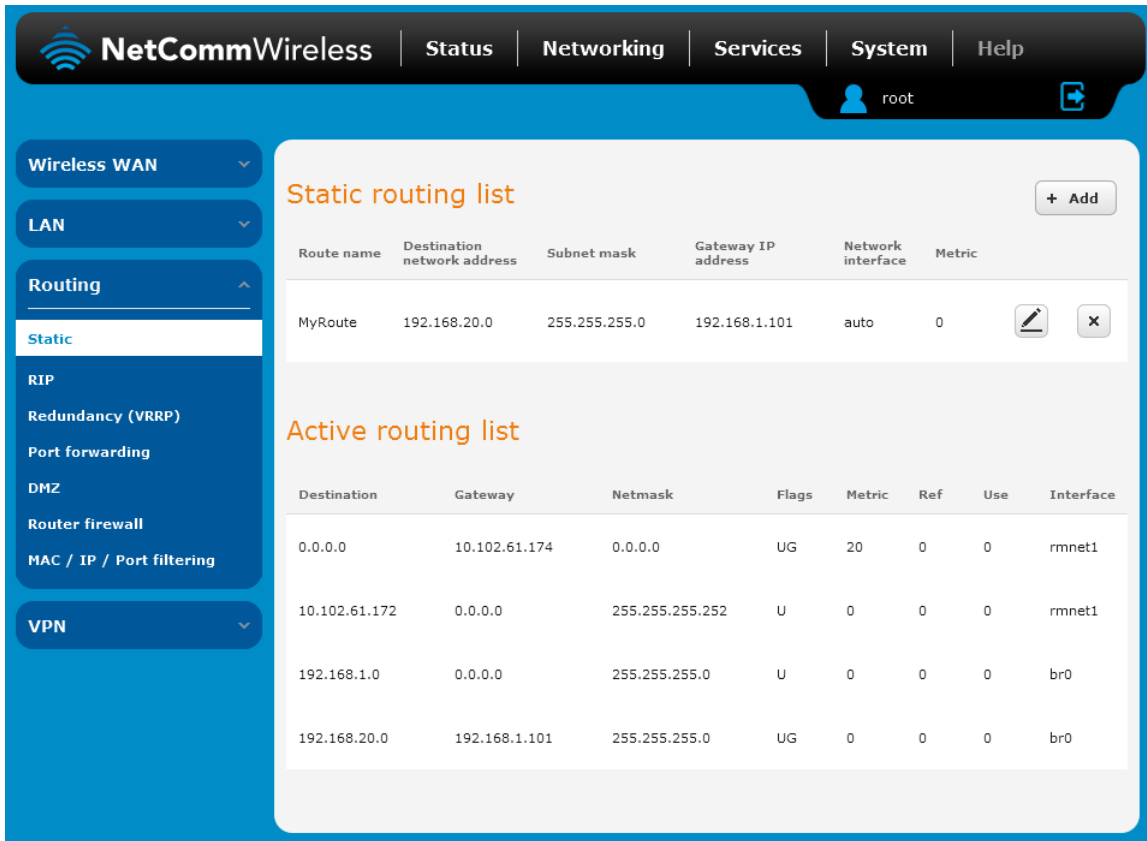 NetCommWireless Status Networking Services System Help
root
Wireless WAN
LAN
Routing
Static
RIP
Redundancy (VRRP)
Port forwarding
DMZ
Router firewall
MAC / IP / Port filtering
VPN
Static routing list
+ Add
Route name Destination network address Subnet mask Gateway IP address Network interface Metric
MyRoute 192.168.20.0 255.255.255.0 192.168.1.101 auto 0
Active routing list
Destination Gateway Netmask Flags Metric Ref Use Interface
0.0.0.0 10.102.61.174 0.0.0.0 UG 20 0 0 rmnet1
10.102.61.172 0.0.0.0 255.255.255.252 U 0 0 0 rmnet1
192.168.1.0 0.0.0.0 255.255.255.0 U 0 0 0 br0
192.168.20.0 192.168.1.101 255.255.255.0 UG 0 0 0 br0